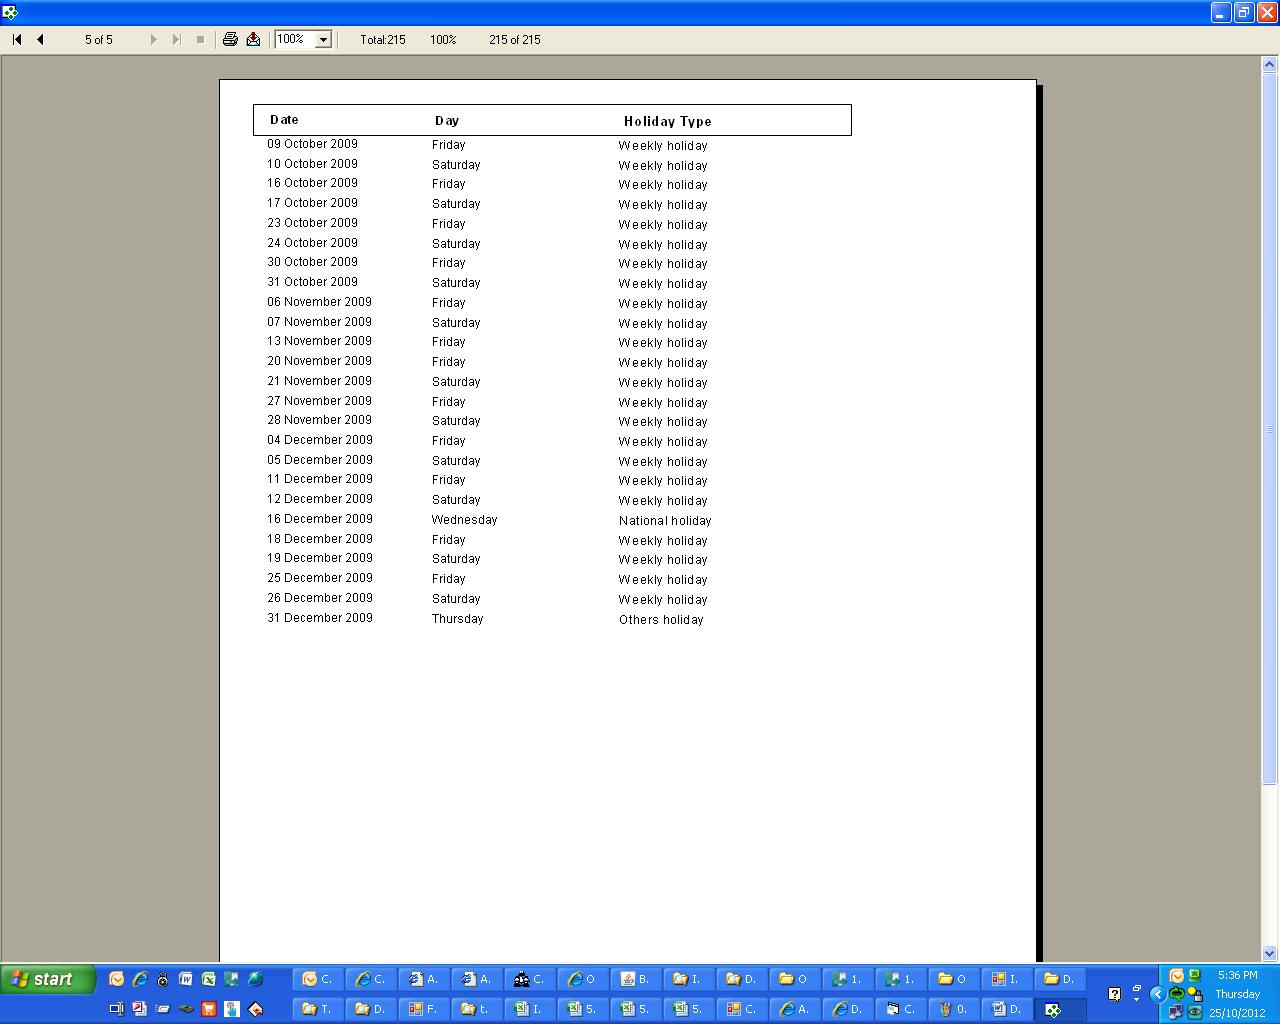 5 of 5 100% Total:215 100% 215 of 215
Date Day Holiday Type
09 October 2009 Friday Weekly holiday
10 October 2009 Saturday Weekly holiday
16 October 2009 Friday Weekly holiday
17 October 2009 Saturday Weekly holiday
23 October 2009 Friday Weekly holiday
24 October 2009 Saturday Weekly holiday
30 October 2009 Friday Weekly holiday
31 October 2009 Saturday Weekly holiday
06 November 2009 Friday Weekly holiday
07 November 2009 Saturday Weekly holiday
13 November 2009 Friday Weekly holiday
20 November 2009 Friday Weekly holiday
21 November 2009 Saturday Weekly holiday
27 November 2009 Friday Weekly holiday
28 November 2009 Saturday Weekly holiday
04 December 2009 Friday Weekly holiday
05 December 2009 Saturday Weekly holiday
11 December 2009 Friday Weekly holiday
12 December 2009 Saturday Weekly holiday
16 December 2009 Wednesday National holiday
18 December 2009 Friday Weekly holiday
19 December 2009 Saturday Weekly holiday
25 December 2009 Friday Weekly holiday
26 December 2009 Saturday Weekly holiday
31 December 2009 Thursday Others holiday
start C. C. A. A. C. O B. I. D. O 1. 1. O I. D. 5:36 PM
Thursday
T. D. F. t. I. 5. 5. 5. C. A. D. C. 0. D. 25/10/2012